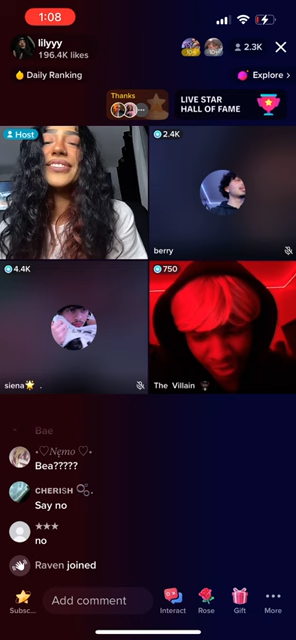 1:08
lilyyy
196.4K likes
2.3K
Daily Ranking
Explore >
Thanks
LIVE STAR
HALL OF FAME
Host
2.4K
berry
4.4K
750
siena🌟 .
The Villain
Bae
˖♡Nęmo ♡˖
Bea?????
CHERISH
Say no
★★★
no
Raven joined
Subsc...
Add comment
Interact
Rose
Gift
More